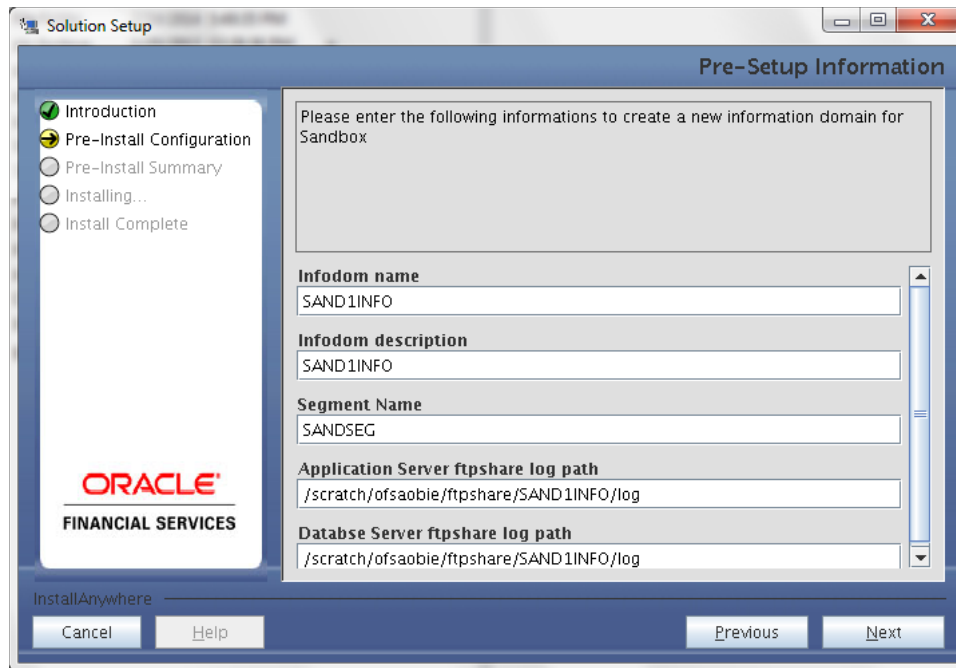 Solution Setup
Pre-Setup Information
Introduction
Pre-Install Configuration
Pre-Install Summary
Installing...
Install Complete
ORACLE®
FINANCIAL SERVICES
Please enter the following informations to create a new information domain for
Sandbox
Infodom name
SAND1INFO
Infodom description
SAND1INFO
Segment Name
SANDSEG
Application Server ftpshare log path
/scratch/ofsaobie/ftpshare/SAND1INFO/log
Databse Server ftpshare log path
/scratch/ofsaobie/ftpshare/SAND1INFO/log
InstallAnywhere
Cancel
Help
Previous
Next